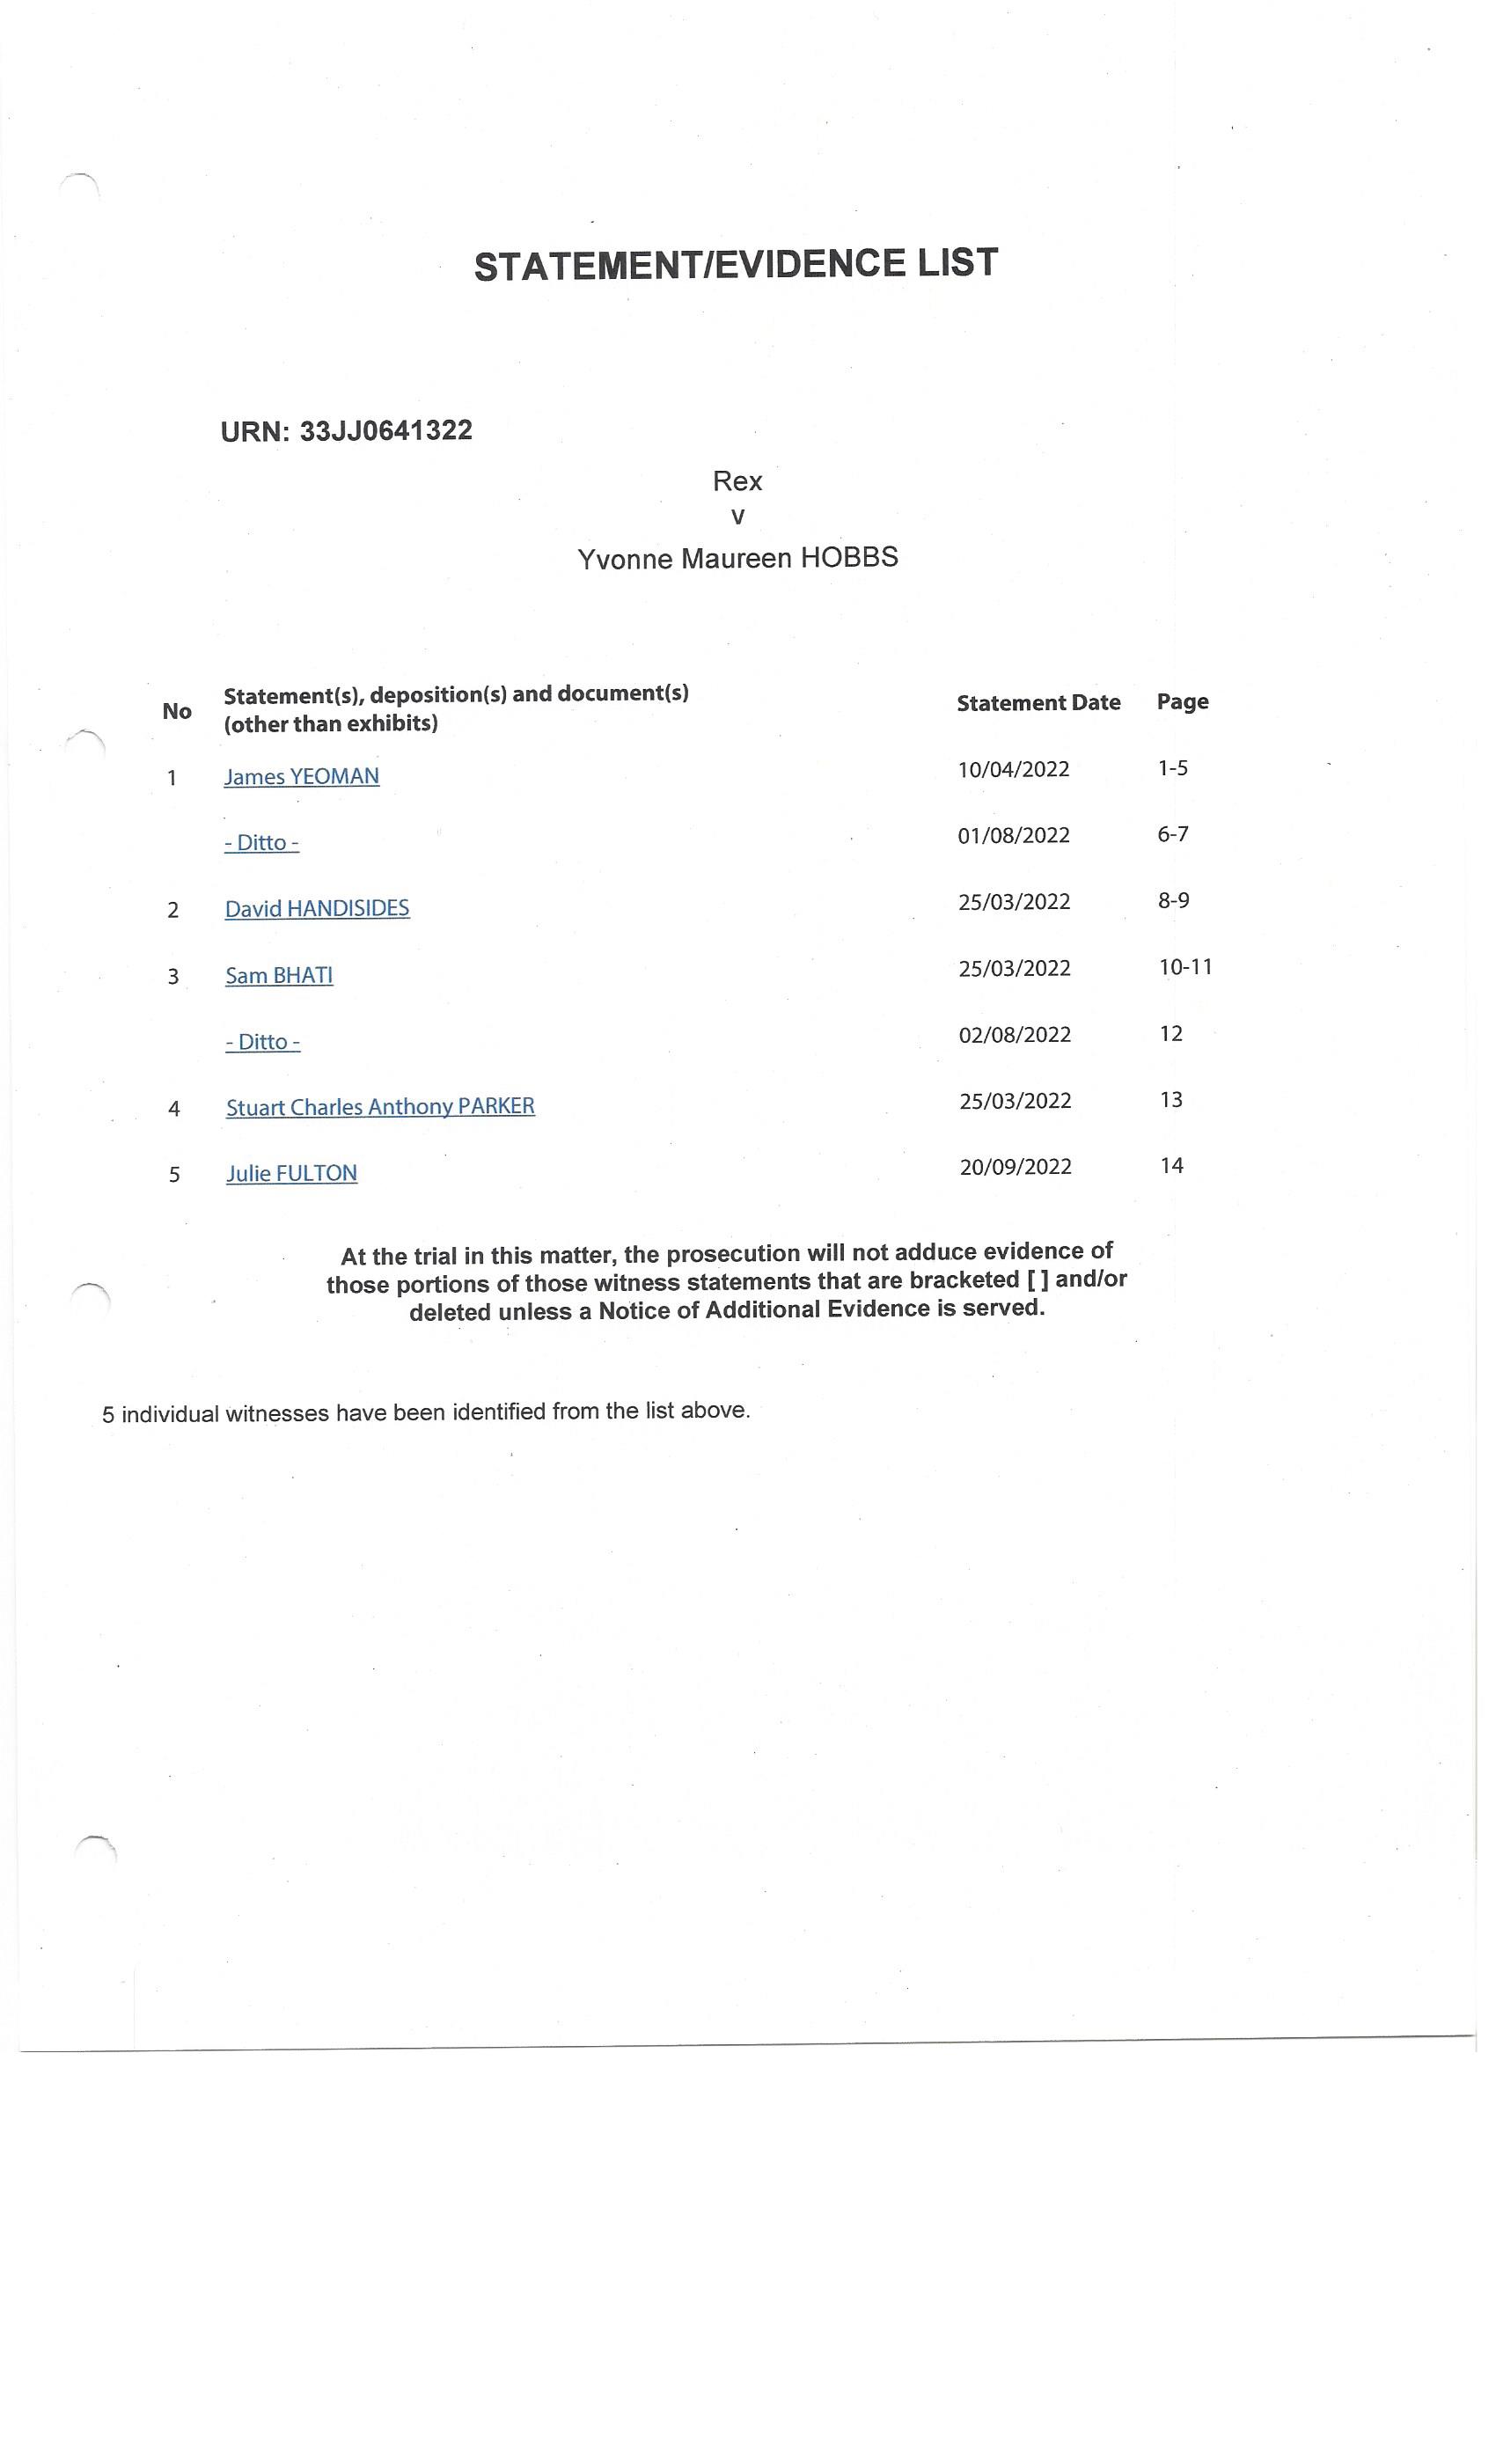 STATEMENT/EVIDENCE LIST
URN: 33JJ0641322
Rex
v
Yvonne Maureen HOBBS
No Statement(s), deposition(s) and document(s) (other than exhibits) Statement Date Page
1 James YEOMAN 10/04/2022 1-5
- Ditto - 01/08/2022 6-7
2 David HANDISIDES 25/03/2022 8-9
3 Sam BHATI 25/03/2022 10-11
- Ditto - 02/08/2022 12
4 Stuart Charles Anthony PARKER 25/03/2022 13
5 Julie FULTON 20/09/2022 14
At the trial in this matter, the prosecution will not adduce evidence of
those portions of those witness statements that are bracketed [ ] and/or
deleted unless a Notice of Additional Evidence is served.
5 individual witnesses have been identified from the list above.